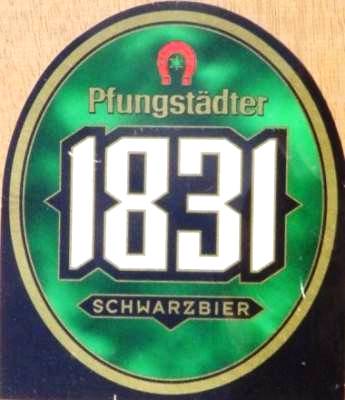 Pfungstädter
1831
SCHWARZBIER